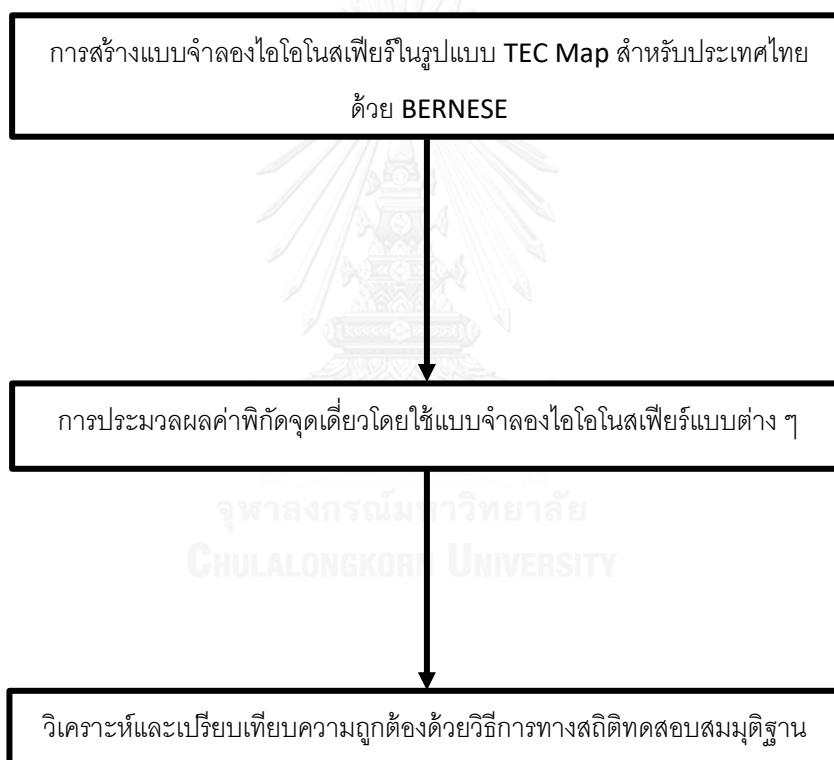 การสร้างแบบจำลองไอโอโนสเฟียร์ในรูปแบบ TEC Map สำหรับประเทศไทย
ด้วย BERNESE
การประมวลผลค่าพิกัดจุดเดี่ยวโดยใช้แบบจำลองไอโอโนสเฟียร์แบบต่าง ๆ
จุฬาลงกรณ์มหาวิทยาลัย
CHULALONGKORN UNIVERSITY
วิเคราะห์และเปรียบเทียบความถูกต้องด้วยวิธีการทางสถิติทดสอบสมมุติฐาน